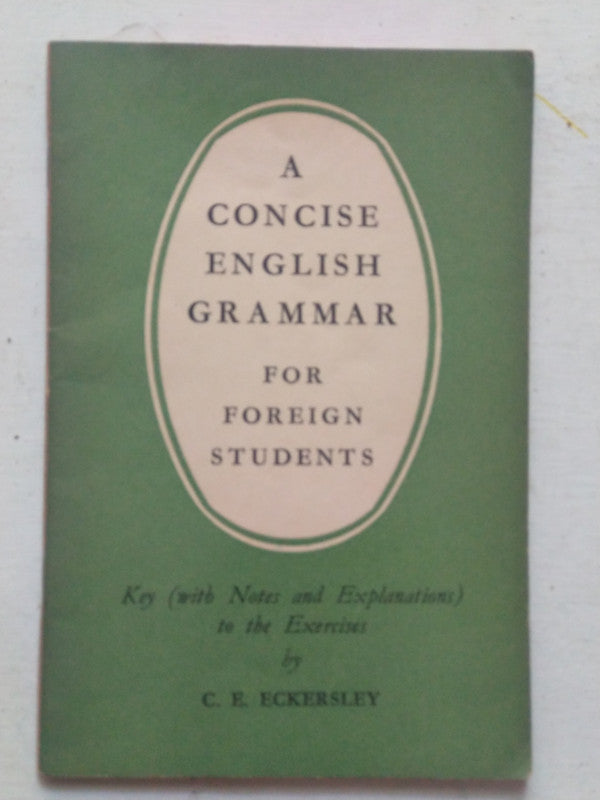 A
CONCISE
ENGLISH
GRAMMAR
FOR
FOREIGN
STUDENTS
Key (with Notes and Explanations)
to the Exercises
by
C. E. ECKERSLEY